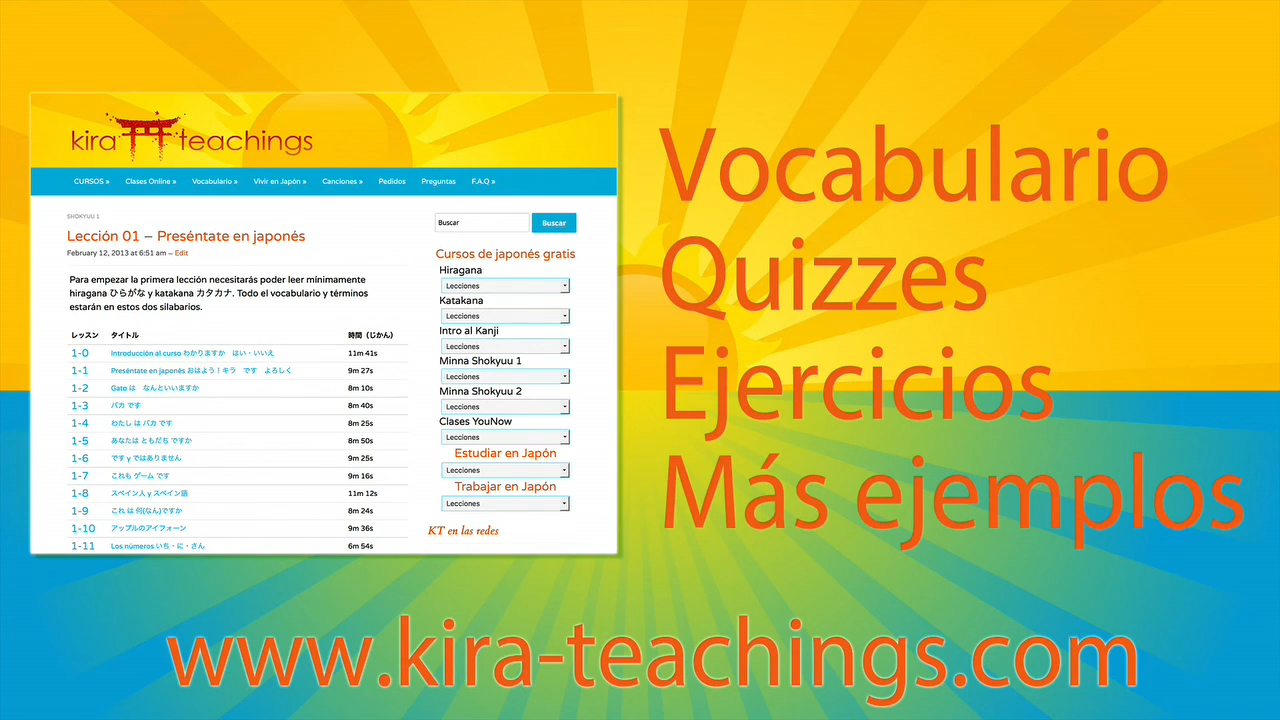 kira teachings
CURSOS » Clases Online » Vocabulario » Vivir en Japón » Canciones » Pedidos Preguntas F.A.Q »
SHOKYUU 1
Lección 01 – Preséntate en japonés
February 12, 2013 at 6:51 am ~ Edit
Para empezar la primera lección necesitarás poder leer mínimamente
hiragana ひらがな y katakana カタカナ. Todo el vocabulario y términos
estarán en estos dos silabarios.
レッスン タイトル 時間（じかん）
1-0 Introducción al curso わかりますか はい・いいえ 11m 41s
1-1 Preséntate en japonés おはよう！キラ です よろしく 9m 27s
1-2 Gato は なんといいますか 8m 10s
1-3 バカ です 8m 40s
1-4 わたし は バカ です 8m 25s
1-5 あなたは ともだち ですか 8m 50s
1-6 です y ではありません 9m 25s
1-7 これも ゲーム です 9m 16s
1-8 スペイン人 y スペイン語 11m 12s
1-9 これ は 何(なん)ですか 8m 24s
1-10 アップルのアイフォーン 9m 36s
1-11 Los números いち・に・さん 6m 54s
Buscar Buscar
Cursos de japonés gratis
Hiragana
Lecciones
Katakana
Lecciones
Intro al Kanji
Lecciones
Minna Shokyuu 1
Lecciones
Minna Shokyuu 2
Lecciones
Clases YouNow
Lecciones
Estudiar en Japón
Lecciones
Trabajar en Japón
Lecciones
KT en las redes
Vocabulario
Quizzes
Ejercicios
Más ejemplos
www.kira-teachings.com